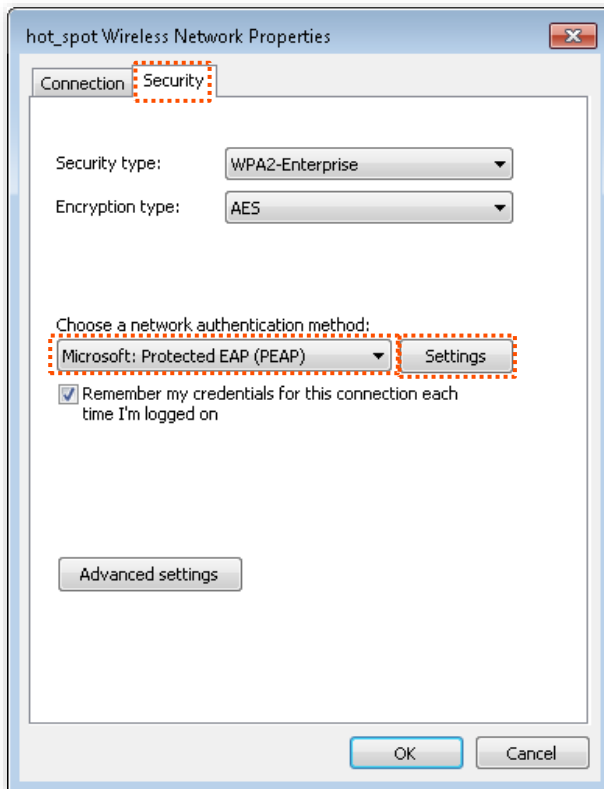 hot_spot Wireless Network Properties
Connection Security
Security type: WPA2-Enterprise
Encryption type: AES
Choose a network authentication method:
Microsoft: Protected EAP (PEAP) Settings
Remember my credentials for this connection each
time I'm logged on
Advanced settings
OK Cancel